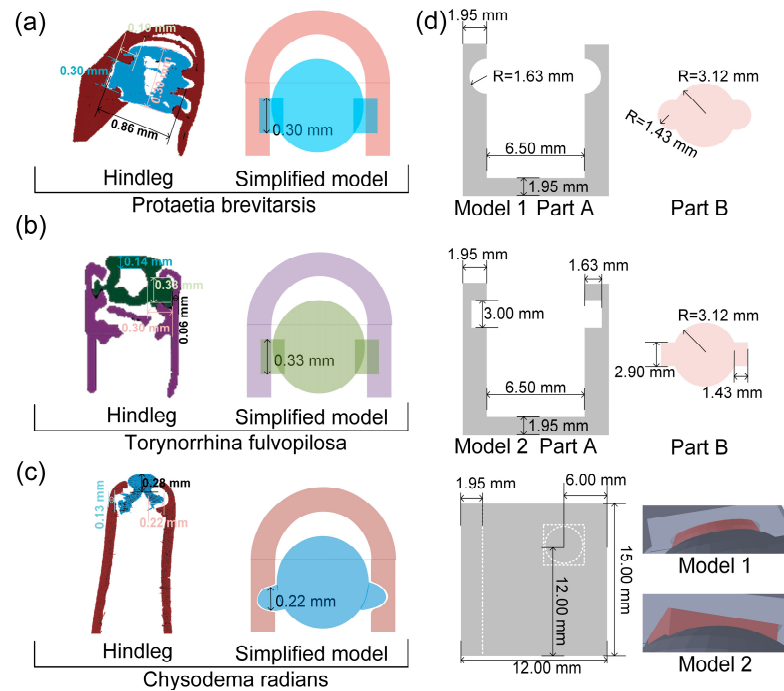 (a)
0.19 mm
0.30 mm
0.36 mm
0.86 mm
0.30 mm
Hindleg
Simplified model
Protaetia brevitarsis
(b)
0.14 mm
0.33 mm
0.30 mm
0.06 mm
0.33 mm
Hindleg
Simplified model
Torynorrhina fulvopilosa
(c)
0.28 mm
0.13 mm
0.22 mm
0.22 mm
Hindleg
Simplified model
Chysodema radians
(d)
1.95 mm
R=1.63 mm
R=3.12 mm
R=1.43 mm
6.50 mm
1.95 mm
Model 1 Part A
Part B
1.95 mm
1.63 mm
3.00 mm
R=3.12 mm
2.90 mm
1.43 mm
6.50 mm
1.95 mm
Model 2 Part A
Part B
1.95 mm
6.00 mm
15.00 mm
12.00 mm
12.00 mm
Model 1
Model 2